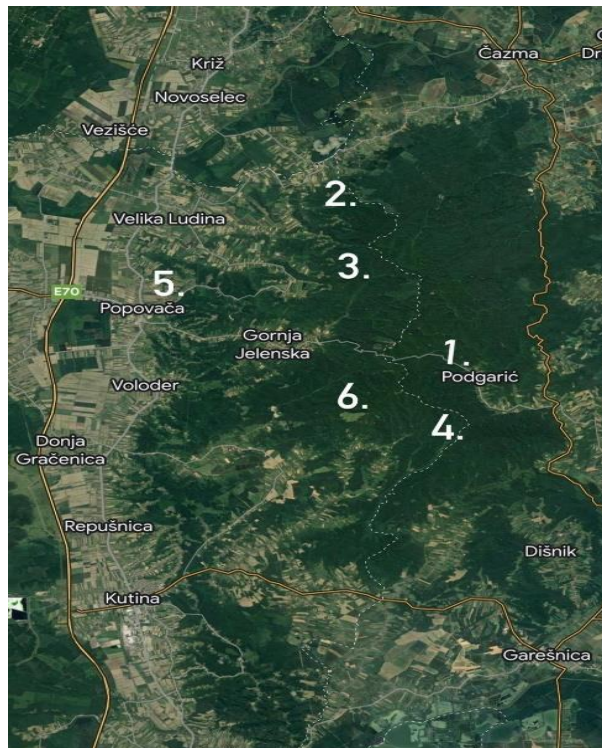 Čazma
Križ
Novoselec
Vezišće
2.
Velika Ludina
3.
5.
E70
Popovača
Gornja
Jelenska
1.
Podgarić
Voloder
6.
4.
Donja
Gračenica
Repušnica
Dišnik
Kutina
Garešnica